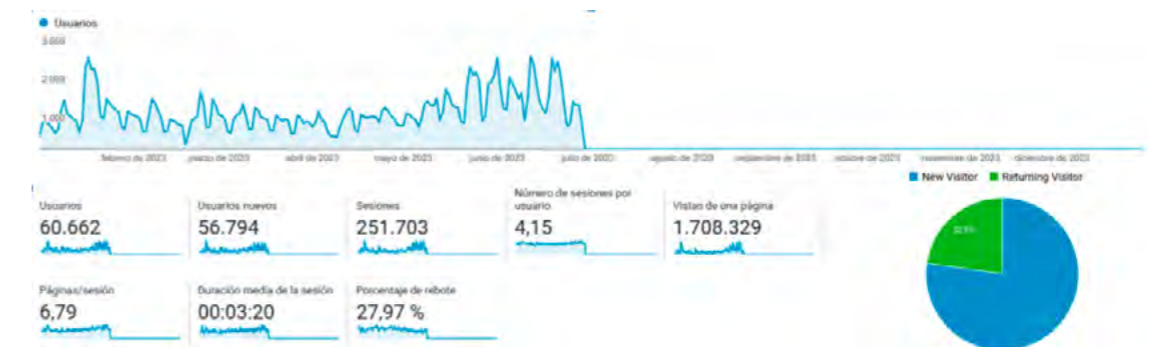 Usuarios
3.000
2.000
1.000
febrero de 2023 marzo de 2023 abril de 2023 mayo de 2023 junio de 2023 julio de 2023 agosto de 2023 septiembre de 2023 octubre de 2023 noviembre de 2023 diciembre de 2023
New Visitor Returning Visitor
Usuarios
60.662
Usuarios nuevos
56.794
Sesiones
251.703
Número de sesiones por
usuario
4,15
Vistas de una página
1.708.329
Páginas/sesión
6,79
Duración media de la sesión
00:03:20
Porcentaje de rebote
27,97 %